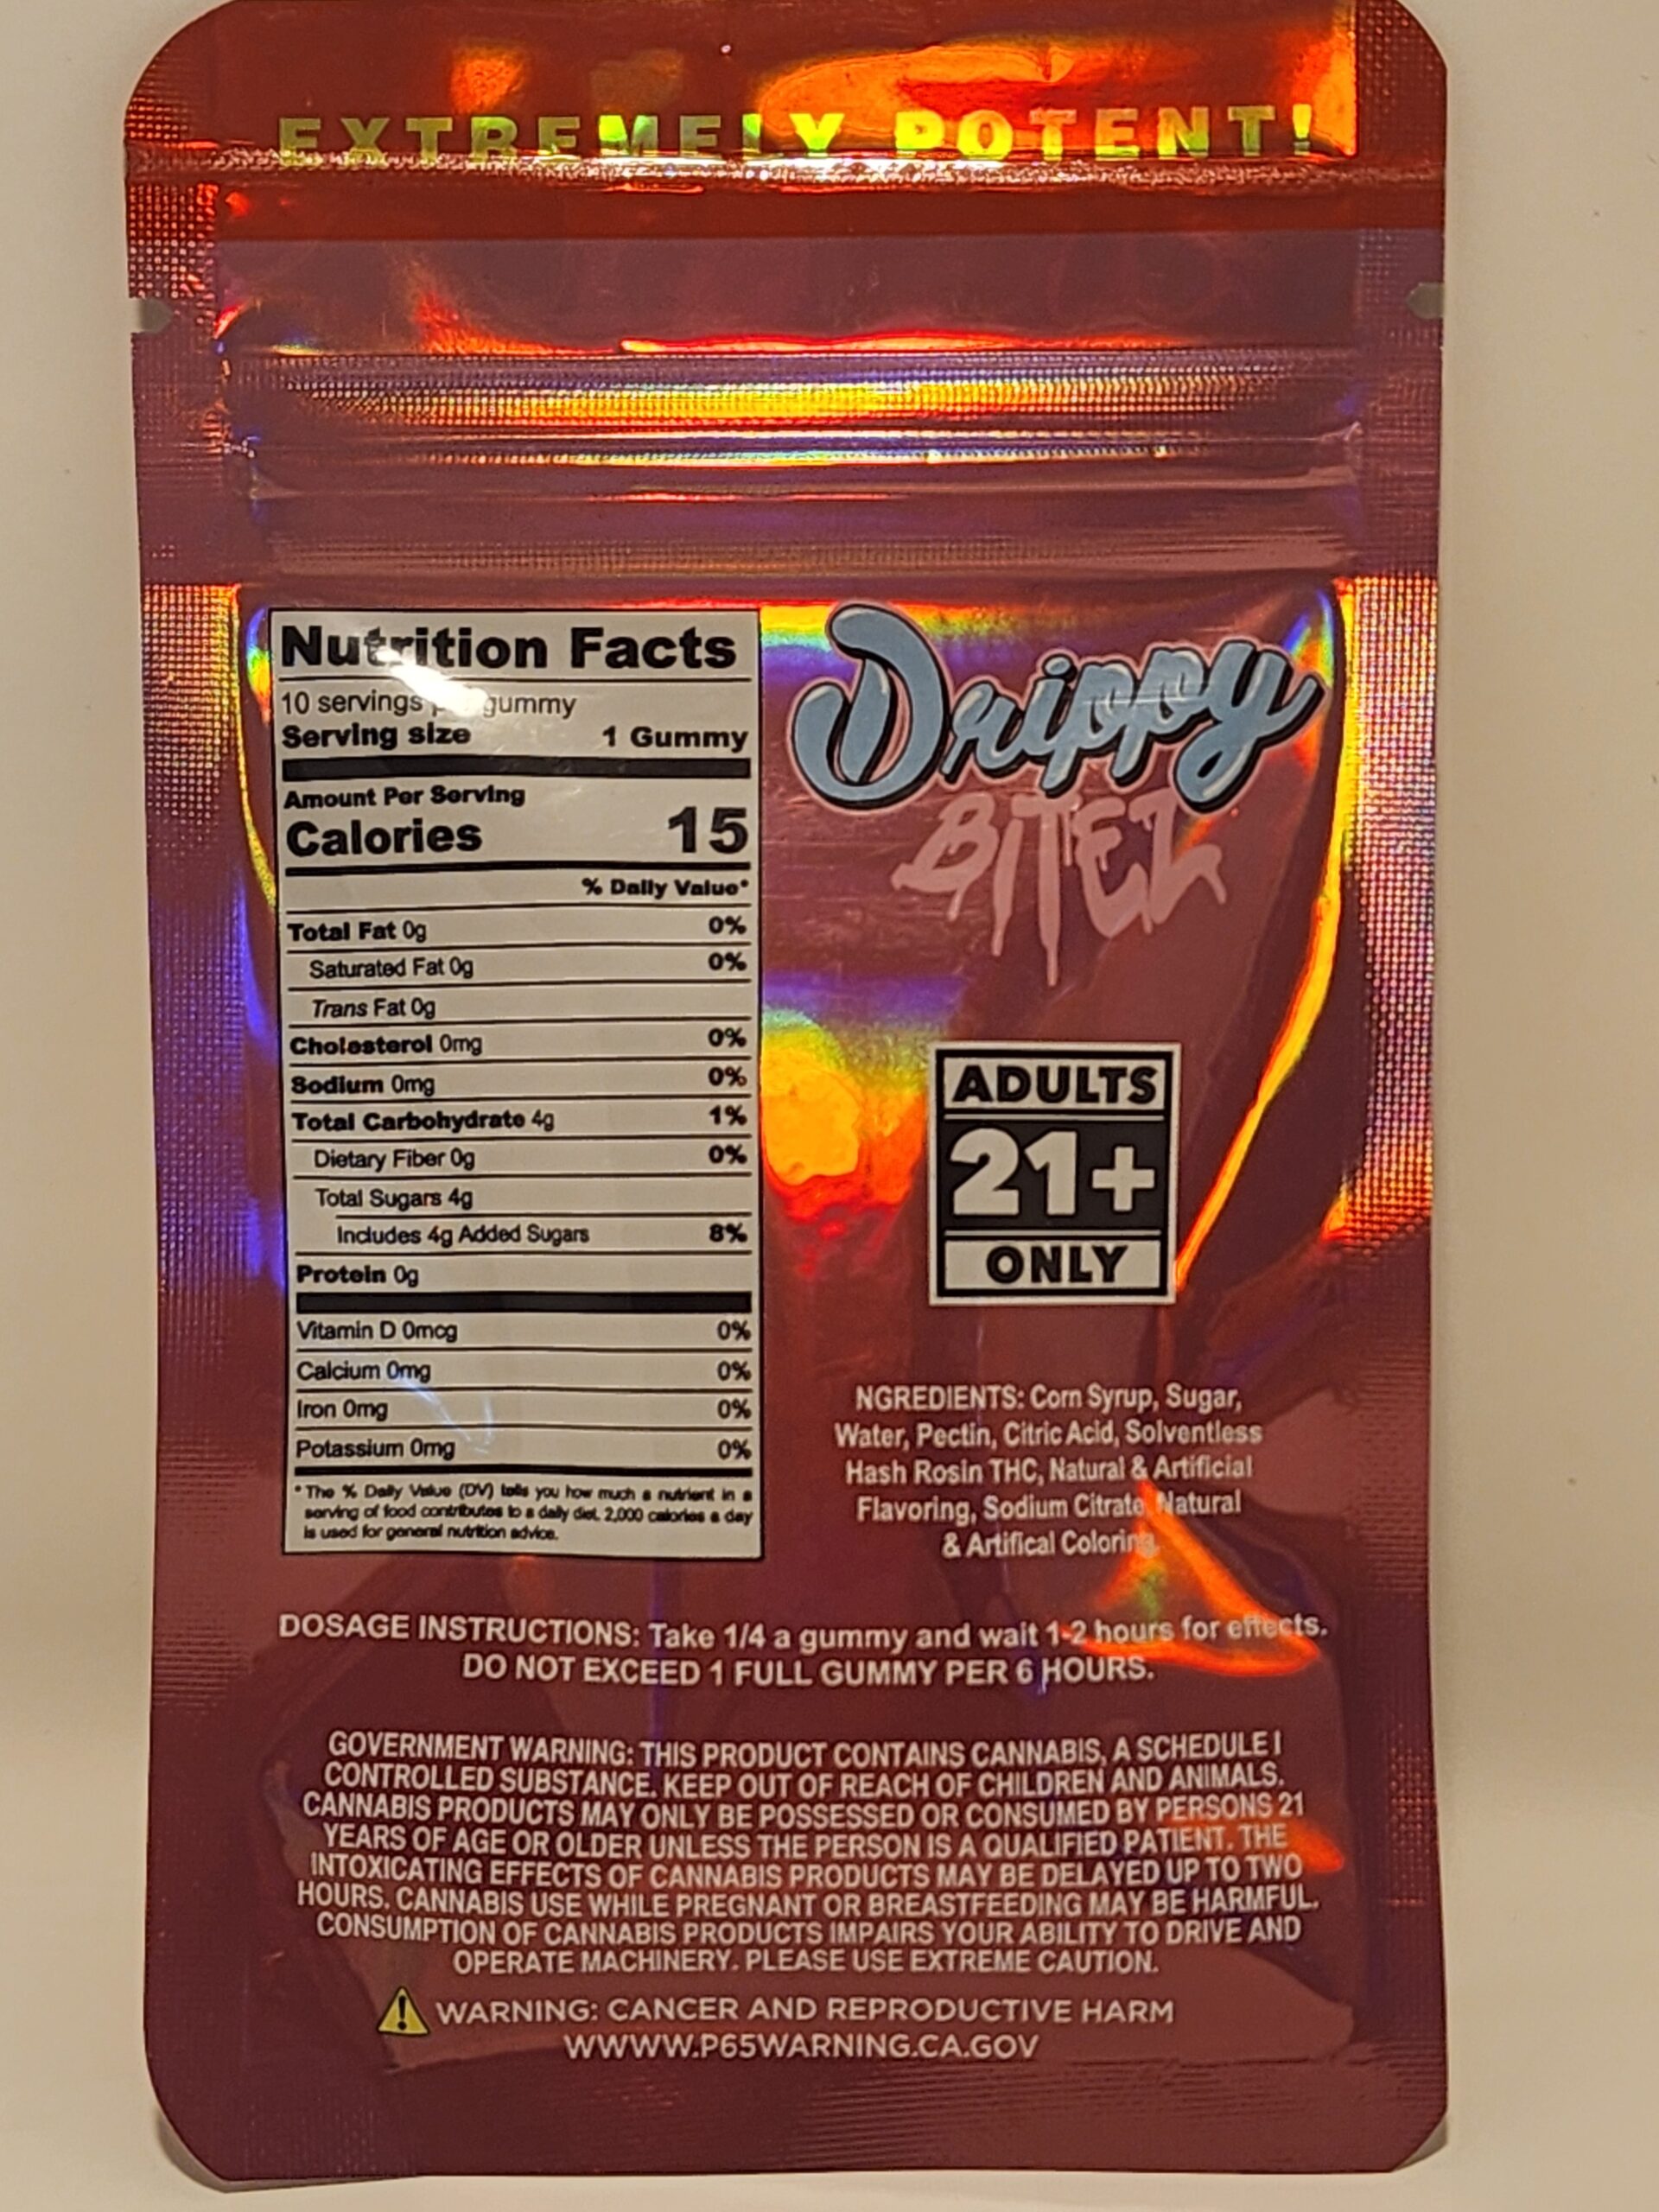 EXTREMELY POTENT!
Nutrition Facts
10 servings gummy
Serving size 1 Gummy
Amount Per Serving
Calories 15
% Daily Value*
Total Fat 0g 0%
Saturated Fat 0g 0%
Trans Fat 0g
Cholesterol 0mg 0%
Sodium 0mg 0%
Total Carbohydrate 4g 1%
Dietary Fiber 0g 0%
Total Sugars 4g
Includes 4g Added Sugars 8%
Protein 0g
Vitamin D 0mcg 0%
Calcium 0mg 0%
Iron 0mg 0%
Potassium 0mg 0%
* The % Daily Value (DV) tells you how much a nutrient in a
serving of food contributes to a daily diet. 2,000 calories a day
is used for general nutrition advice.
Drippy
BITEZ
ADULTS
21+
ONLY
NGREDIENTS: Corn Syrup, Sugar,
Water, Pectin, Citric Acid, Solventless
Hash Rosin THC, Natural & Artificial
Flavoring, Sodium Citrate, Natural
& Artifical Coloring.
DOSAGE INSTRUCTIONS: Take 1/4 a gummy and wait 1-2 hours for effects.
DO NOT EXCEED 1 FULL GUMMY PER 6 HOURS.
GOVERNMENT WARNING: THIS PRODUCT CONTAINS CANNABIS, A SCHEDULE I
CONTROLLED SUBSTANCE. KEEP OUT OF REACH OF CHILDREN AND ANIMALS.
CANNABIS PRODUCTS MAY ONLY BE POSSESSED OR CONSUMED BY PERSONS 21
YEARS OF AGE OR OLDER UNLESS THE PERSON IS A QUALIFIED PATIENT. THE
INTOXICATING EFFECTS OF CANNABIS PRODUCTS MAY BE DELAYED UP TO TWO
HOURS. CANNABIS USE WHILE PREGNANT OR BREASTFEEDING MAY BE HARMFUL.
CONSUMPTION OF CANNABIS PRODUCTS IMPAIRS YOUR ABILITY TO DRIVE AND
OPERATE MACHINERY. PLEASE USE EXTREME CAUTION.
WARNING: CANCER AND REPRODUCTIVE HARM
WWWW.P65WARNING.CA.GOV